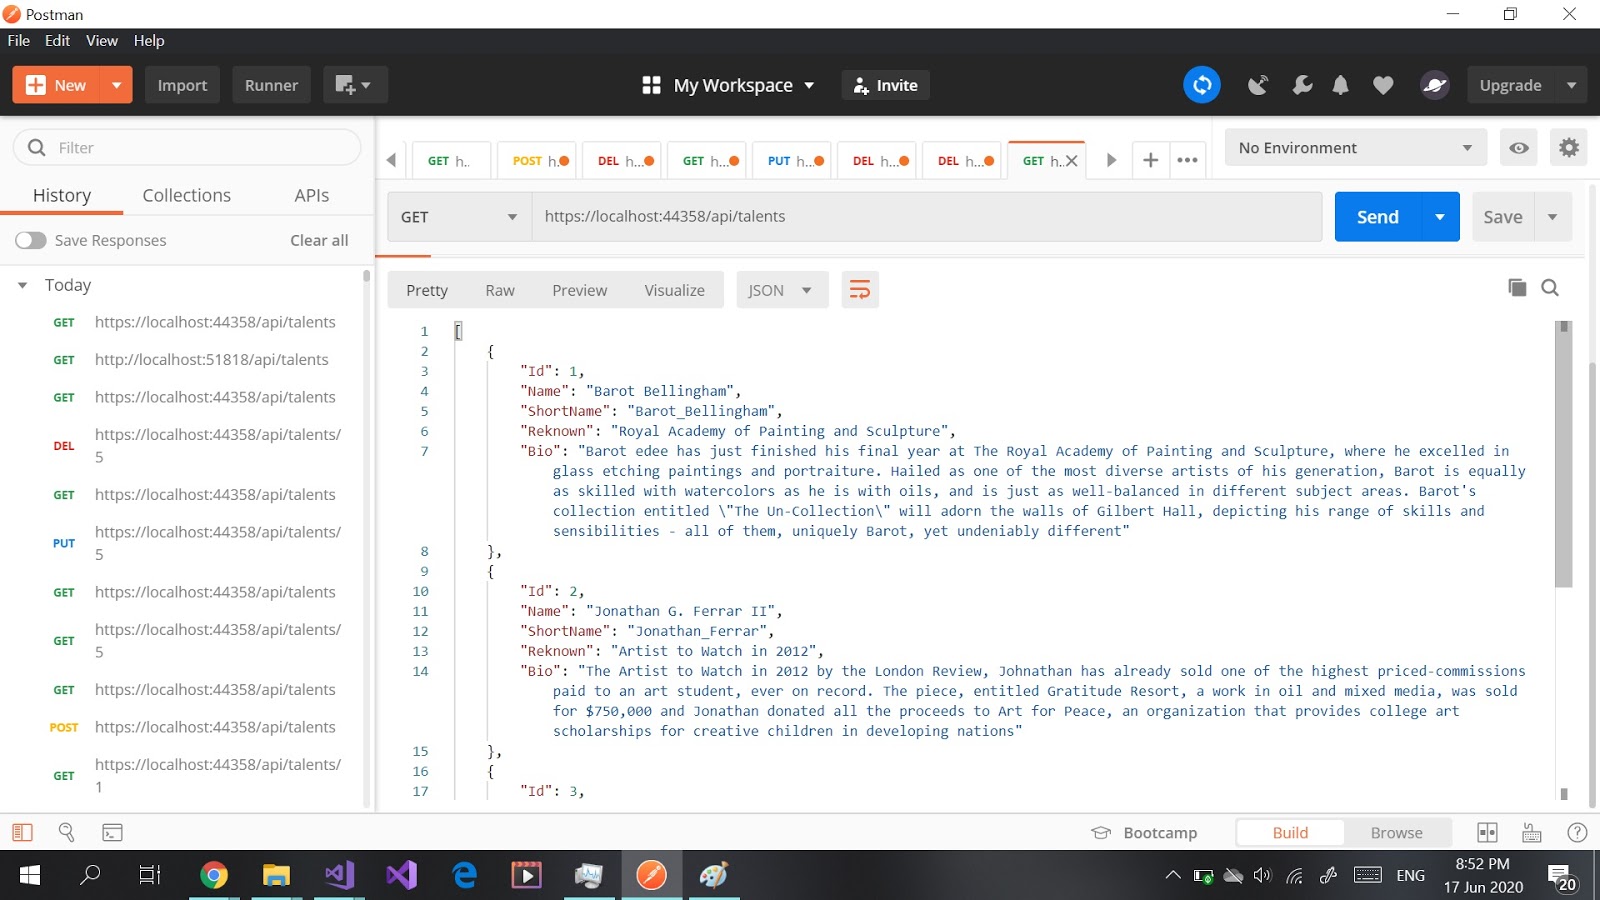 Postman
File Edit View Help
New Import Runner My Workspace Invite Upgrade
Filter
History Collections APIs
Save Responses Clear all
Today
GET https://localhost:44358/api/talents
GET http://localhost:51818/api/talents
GET https://localhost:44358/api/talents
DEL https://localhost:44358/api/talents/
5
GET https://localhost:44358/api/talents
PUT https://localhost:44358/api/talents/
5
GET https://localhost:44358/api/talents
GET https://localhost:44358/api/talents/
5
GET https://localhost:44358/api/talents
POST https://localhost:44358/api/talents
GET https://localhost:44358/api/talents/
1
GET h.. POST h... DEL h... GET h... PUT h... DEL h... DEL h... GET h..
No Environment
GET https://localhost:44358/api/talents Send Save
Pretty Raw Preview Visualize JSON
1 [
2 {
3 "Id": 1,
4 "Name": "Barot Bellingham",
5 "ShortName": "Barot_Bellingham",
6 "Reknown": "Royal Academy of Painting and Sculpture",
7 "Bio": "Barot edee has just finished his final year at The Royal Academy of Painting and Sculpture, where he excelled in
glass etching paintings and portraiture. Hailed as one of the most diverse artists of his generation, Barot is equally
as skilled with watercolors as he is with oils, and is just as well-balanced in different subject areas. Barot's
collection entitled \"The Un-Collection\" will adorn the walls of Gilbert Hall, depicting his range of skills and
sensibilities - all of them, uniquely Barot, yet undeniably different"
8 },
9 {
10 "Id": 2,
11 "Name": "Jonathan G. Ferrar II",
12 "ShortName": "Jonathan_Ferrar",
13 "Reknown": "Artist to Watch in 2012",
14 "Bio": "The Artist to Watch in 2012 by the London Review, Johnathan has already sold one of the highest priced-commissions
paid to an art student, ever on record. The piece, entitled Gratitude Resort, a work in oil and mixed media, was sold
for $750,000 and Jonathan donated all the proceeds to Art for Peace, an organization that provides college art
scholarships for creative children in developing nations"
15 },
16 {
17 "Id": 3,
Bootcamp Build Browse
ENG
8:52 PM
17 Jun 2020
20